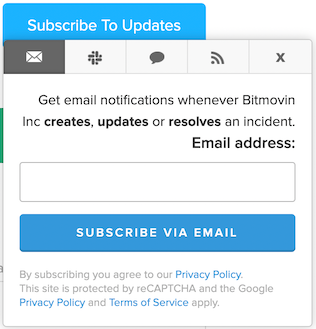 Subscribe To Updates
x
Get email notifications whenever Bitmovin
Inc creates, updates or resolves an incident.
Email address:
SUBSCRIBE VIA EMAIL
By subscribing you agree to our Privacy Policy.
This site is protected by reCAPTCHA and the Google
Privacy Policy and Terms of Service apply.